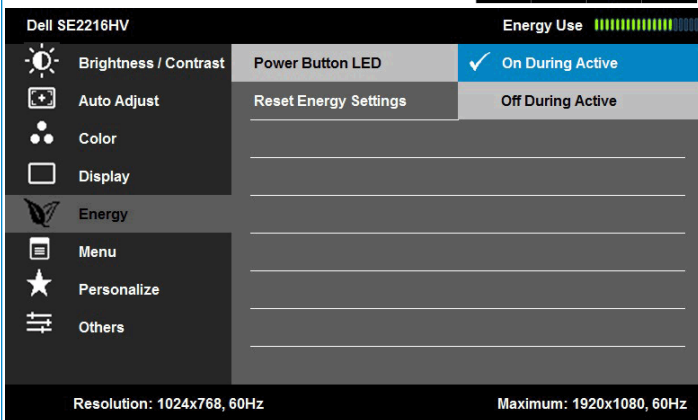 Dell SE2216HV Energy Use
Brightness / Contrast Power Button LED On During Active
Auto Adjust Reset Energy Settings Off During Active
Color
Display
Energy
Menu
Personalize
Others
Resolution: 1024x768, 60Hz Maximum: 1920x1080, 60Hz